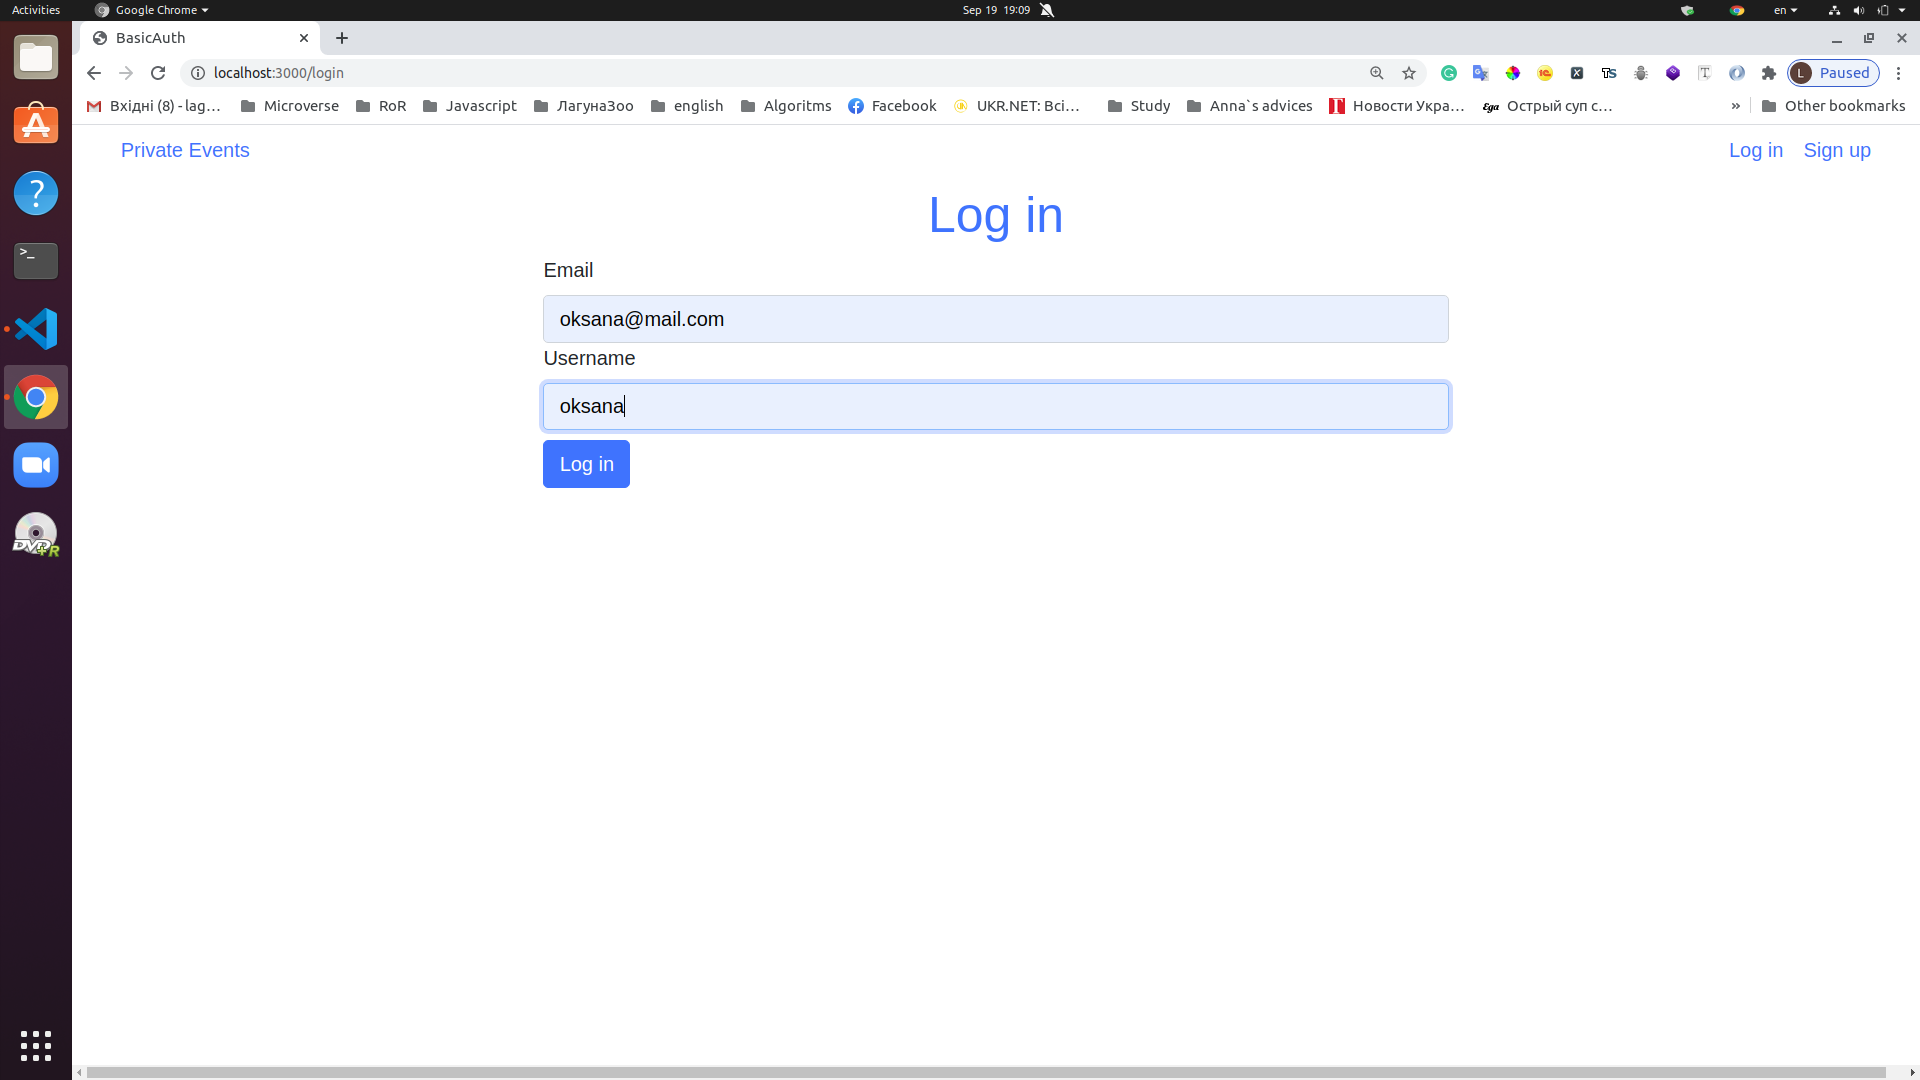 Activities Google Chrome Sep 19 19:09 en
BasicAuth
localhost:3000/login Paused
L
Вхідні (8) - lag… Microverse RoR Javascript ЛагунаЗоо english Algoritms Facebook UKR.NET: Всі… Study Anna`s advices Новости Укра… Острый суп с… » Other bookmarks
Private Events Log in Sign up
Log in
Email
oksana@mail.com
Username
oksana
Log in
DVD+R